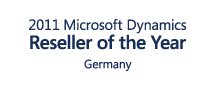 2011 Microsoft Dynamics
Reseller of the Year
Germany